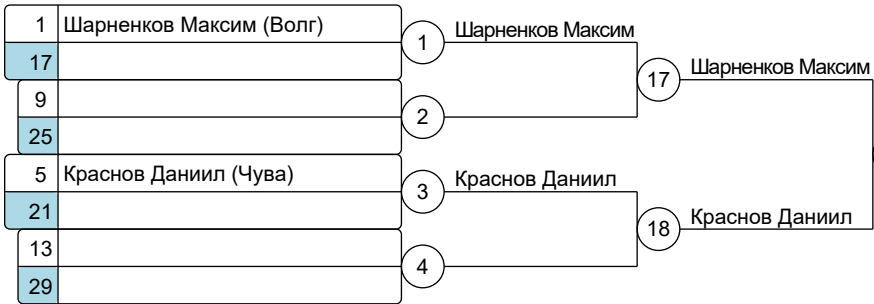 1 Шарненков Максим (Волг)
17
1 Шарненков Максим
9
25
2
17 Шарненков Максим
5 Краснов Даниил (Чува)
21
3 Краснов Даниил
13
29
4
18 Краснов Даниил